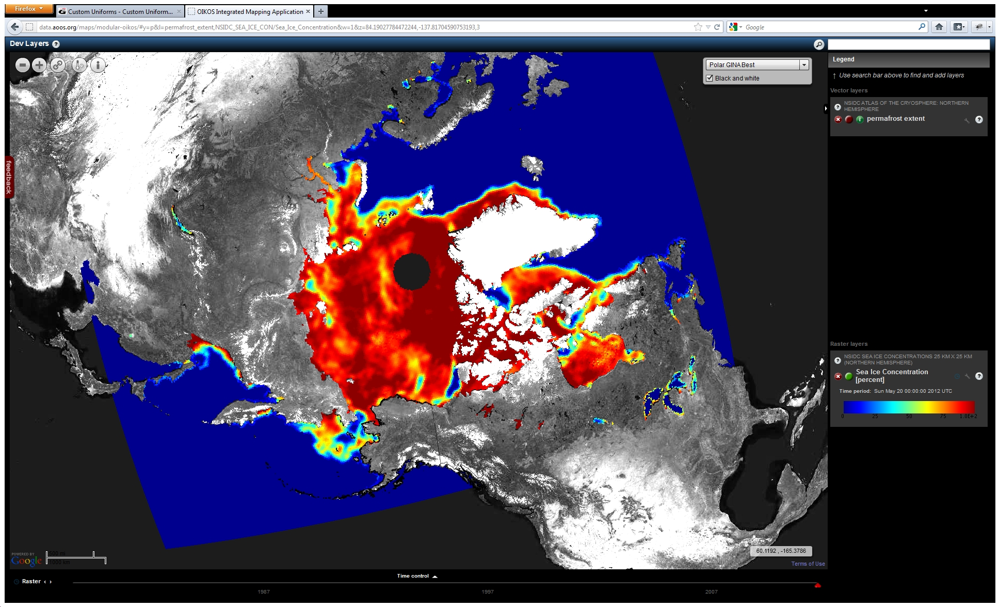 Firefox
Custom Uniforms - Custom Uniform...
OIKOS Integrated Mapping Application
data.aoos.org/maps/modular-oikos/#y=p&l=permafrost_extent,NSIDC_SEA_ICE_CON/Sea_Ice_Concentration&w=1&z=84.19027784472244,-137.81704590753193,3
Google
Dev Layers ?
Polar GINA Best
Black and white
Legend
↑ Use search bar above to find and add layers
Vector layers
NSIDC ATLAS OF THE CRYOSPHERE: NORTHERN
HEMISPHERE
permafrost extent
feedback
Raster layers
NSIDC SEA ICE CONCENTRATIONS 25 KM X 25 KM
(NORTHERN HEMISPHERE)
Sea Ice Concentration
[percent]
Time period: Sun May 20 00:00:00 2012 UTC
0 25 50 75 1.0E+2
POWERED BY
Google
500 mi
1000 km
60.1192 , -165.3786
Terms of Use
Time control
Raster ‹ ›
1987 1997 2007